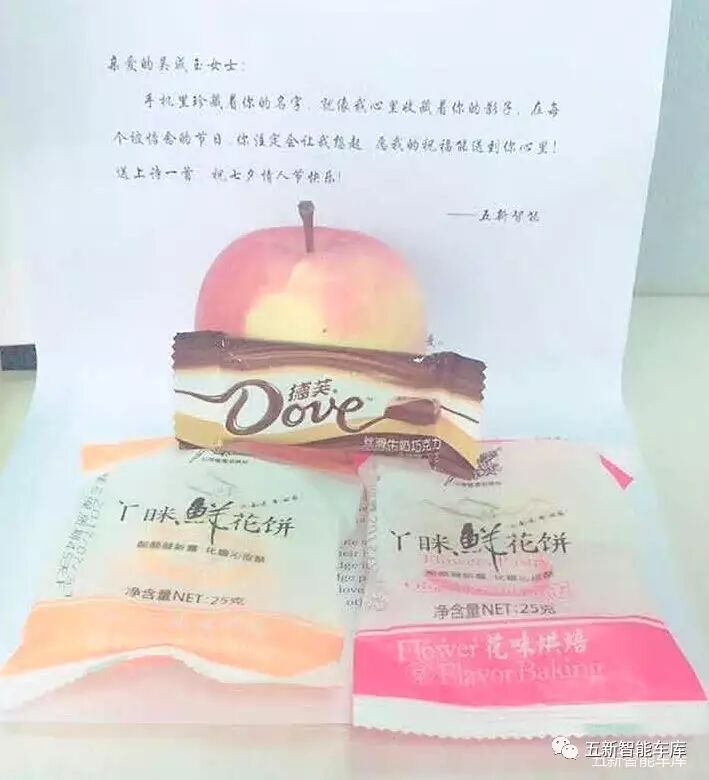 亲爱的吴成玉女士：
手机里珍藏着你的名字，就像我心里收藏着你的影子，在每
个被惦念的节日，你注定会让我想起，愿我的祝福能送到你心里！
送上诗一首 祝七夕情人节快乐！
——五新智能
德芙
Dove
丝滑牛奶巧克力
丫眯鲜花饼
净含量NET:25克
丫眯鲜花饼
净含量NET:25克
Flower 花味烘焙
Flavor Baking
五新智能车库